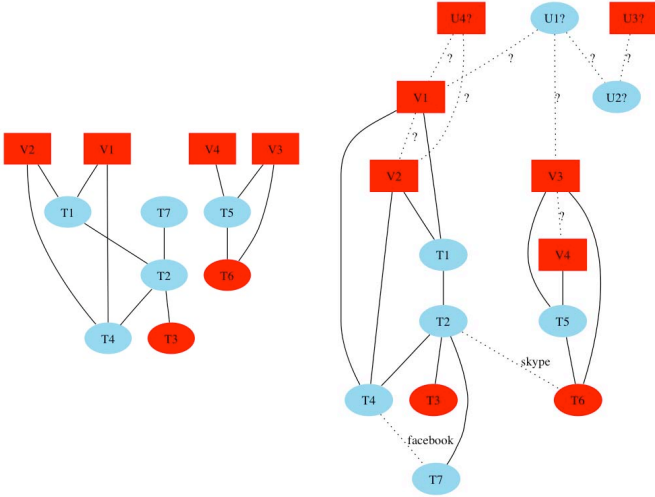 V2 V1 V4 V3
T1 T7 T5
T2 T6
T4 T3
U4? U1? U3?
? ? ? ?
V1 ? ? U2?
?
V2 V3
?
T1 V4
T2 T5
skype
T4 T3 T6
facebook
T7